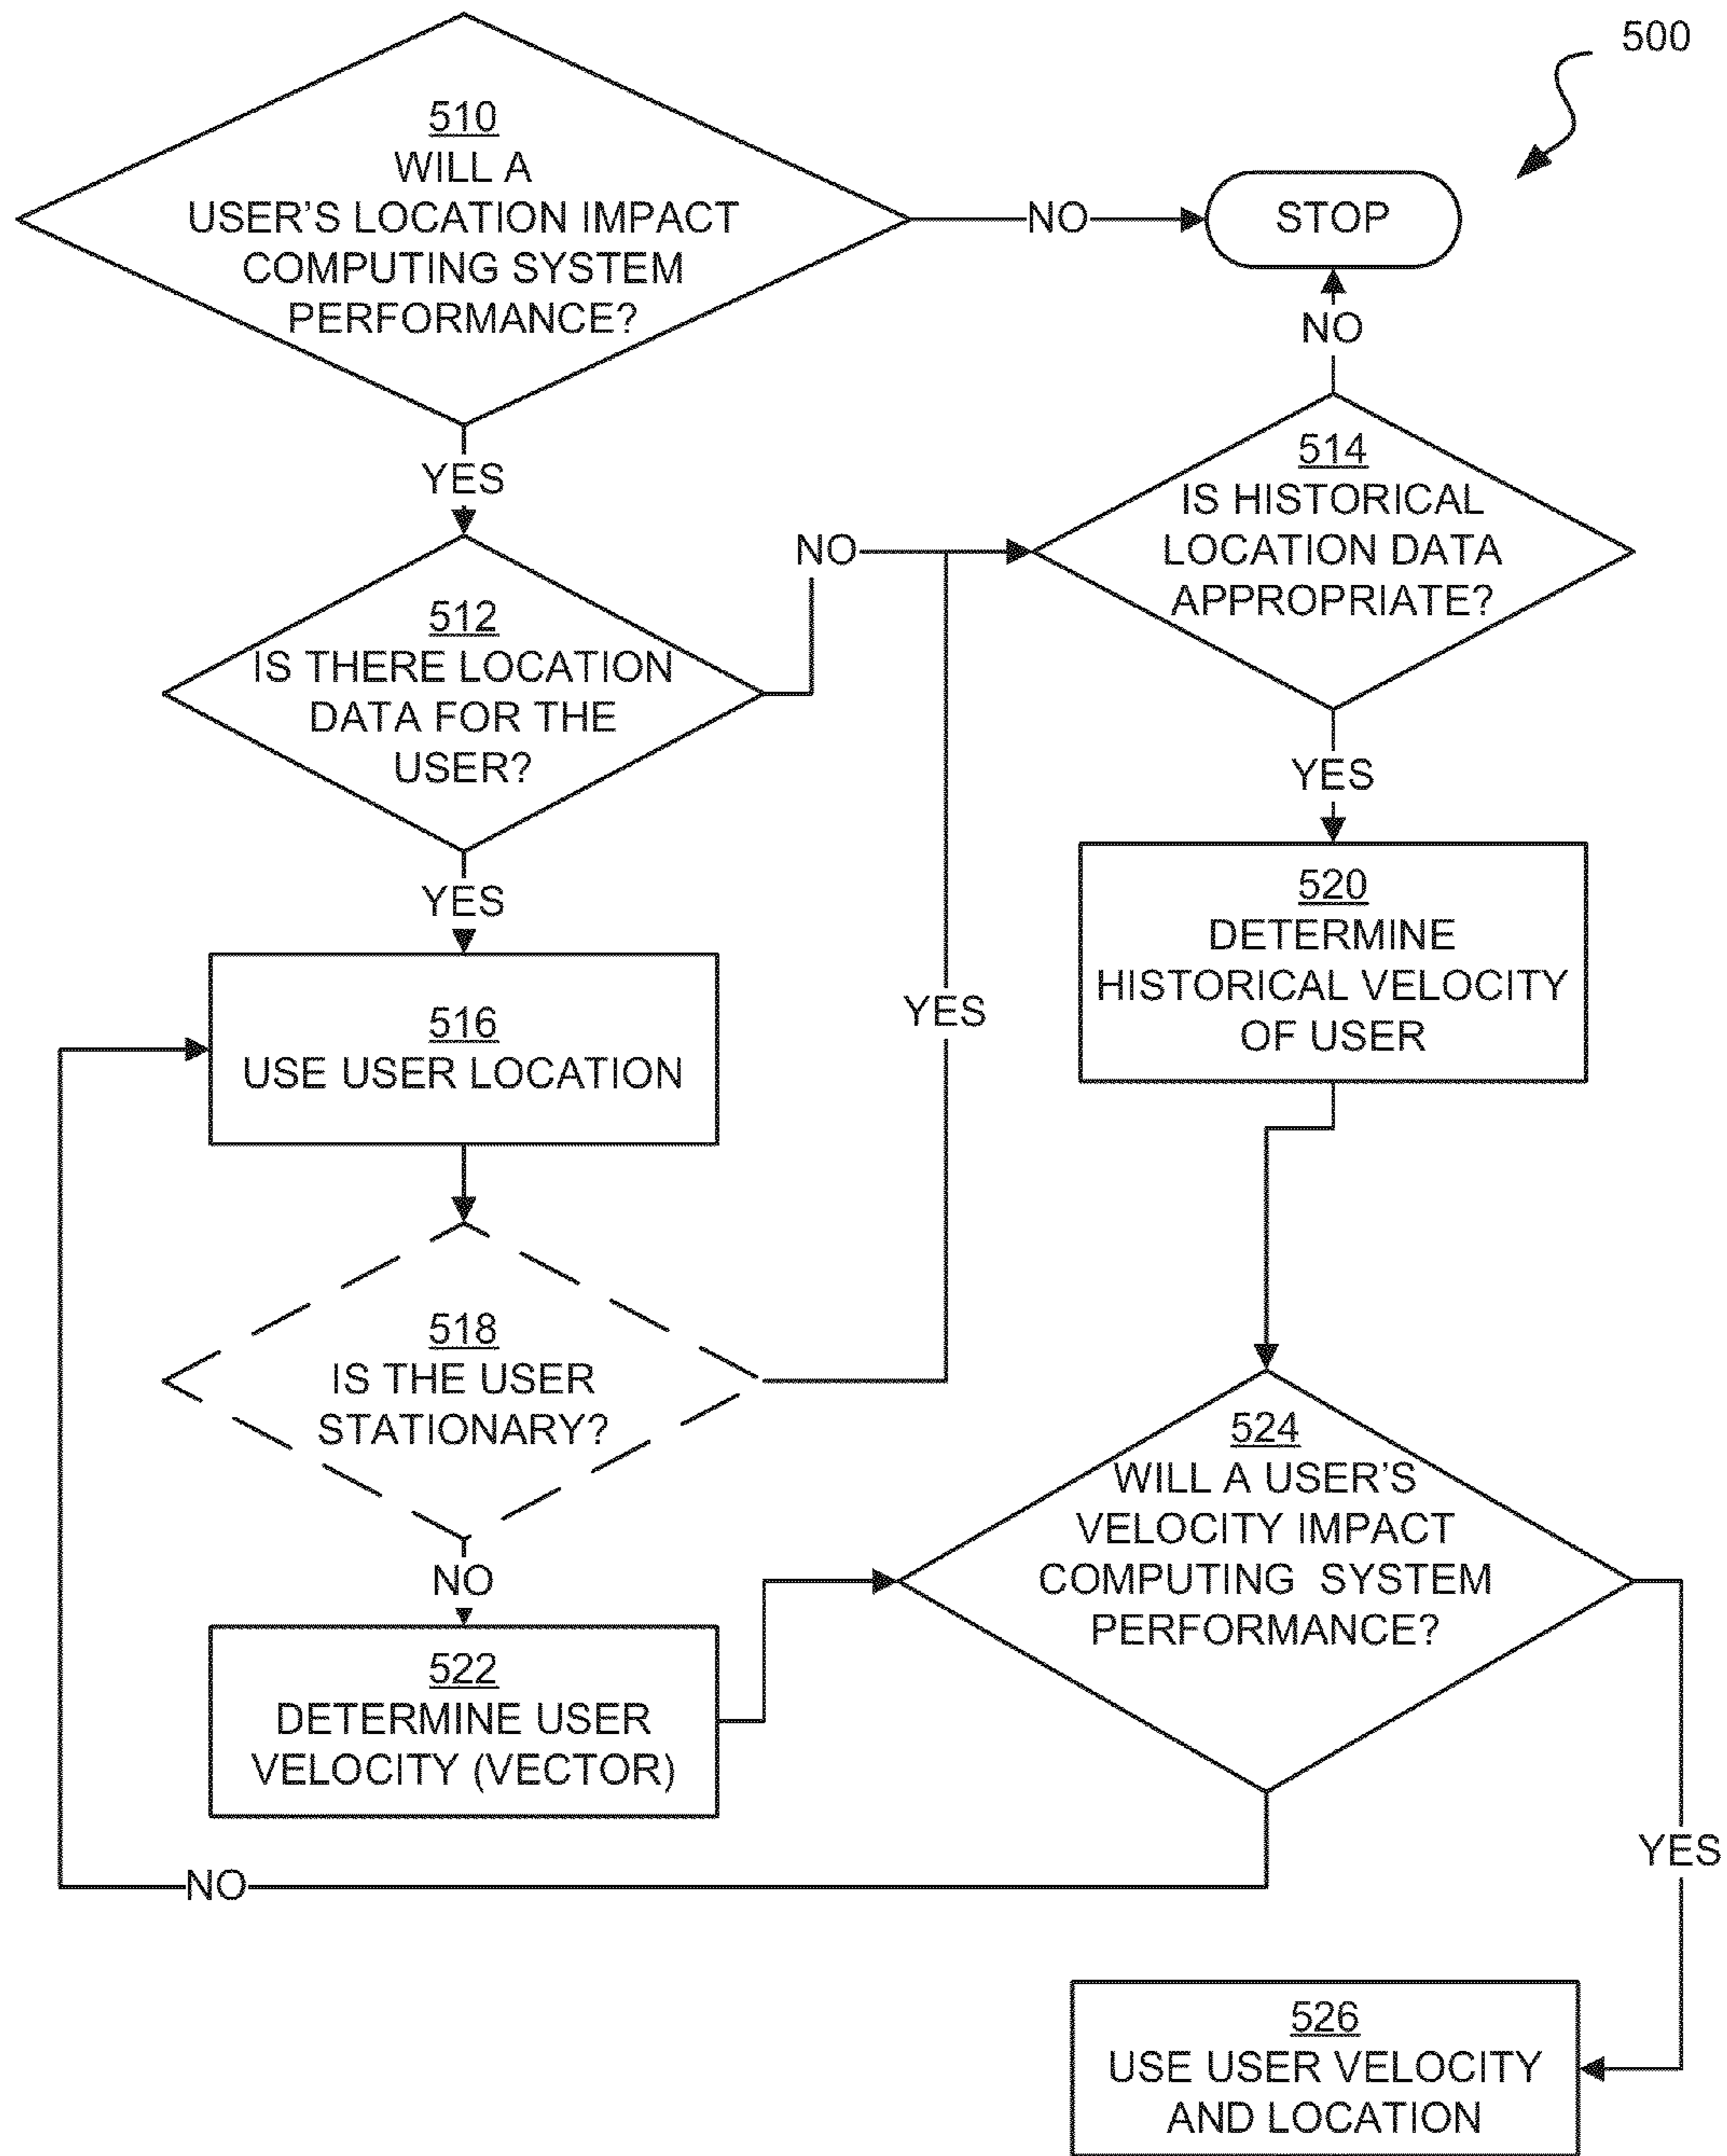 500
510
WILL A
USER'S LOCATION IMPACT
COMPUTING SYSTEM
PERFORMANCE?
NO
STOP
YES
NO
512
IS THERE LOCATION
DATA FOR THE
USER?
NO
514
IS HISTORICAL
LOCATION DATA
APPROPRIATE?
YES
YES
516
USE USER LOCATION
YES
520
DETERMINE
HISTORICAL VELOCITY
OF USER
518
IS THE USER
STATIONARY?
NO
522
DETERMINE USER
VELOCITY (VECTOR)
524
WILL A USER'S
VELOCITY IMPACT
COMPUTING SYSTEM
PERFORMANCE?
NO
YES
526
USE USER VELOCITY
AND LOCATION